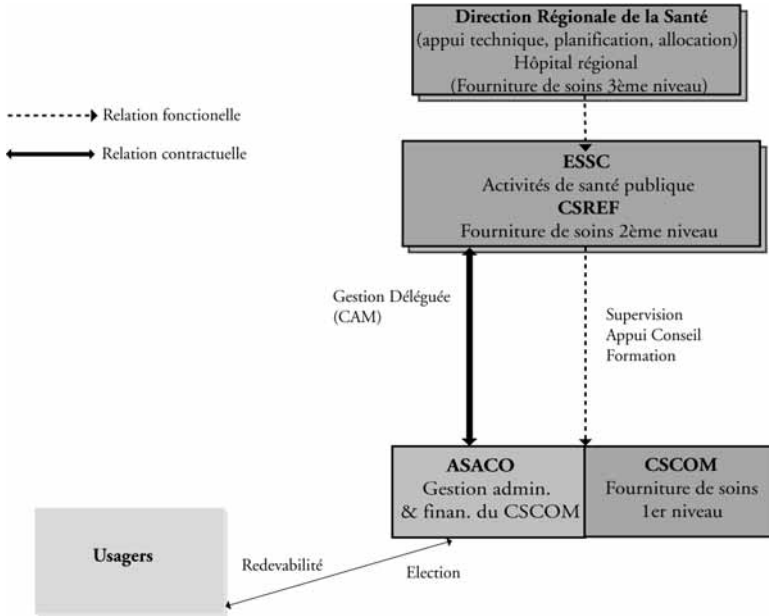 Direction Régionale de la Santé
(appui technique, planification, allocation)
Hôpital régional
(Fourniture de soins 3ème niveau)
Relation fonctionelle
Relation contractuelle
ESSC
Activités de santé publique
CSREF
Fourniture de soins 2ème niveau
Gestion Déléguée
(CAM)
Supervision
Appui Conseil
Formation
ASACO
Gestion admin.
& finan. du CSCOM
CSCOM
Fourniture de soins
1er niveau
Usagers
Redevabilité
Election